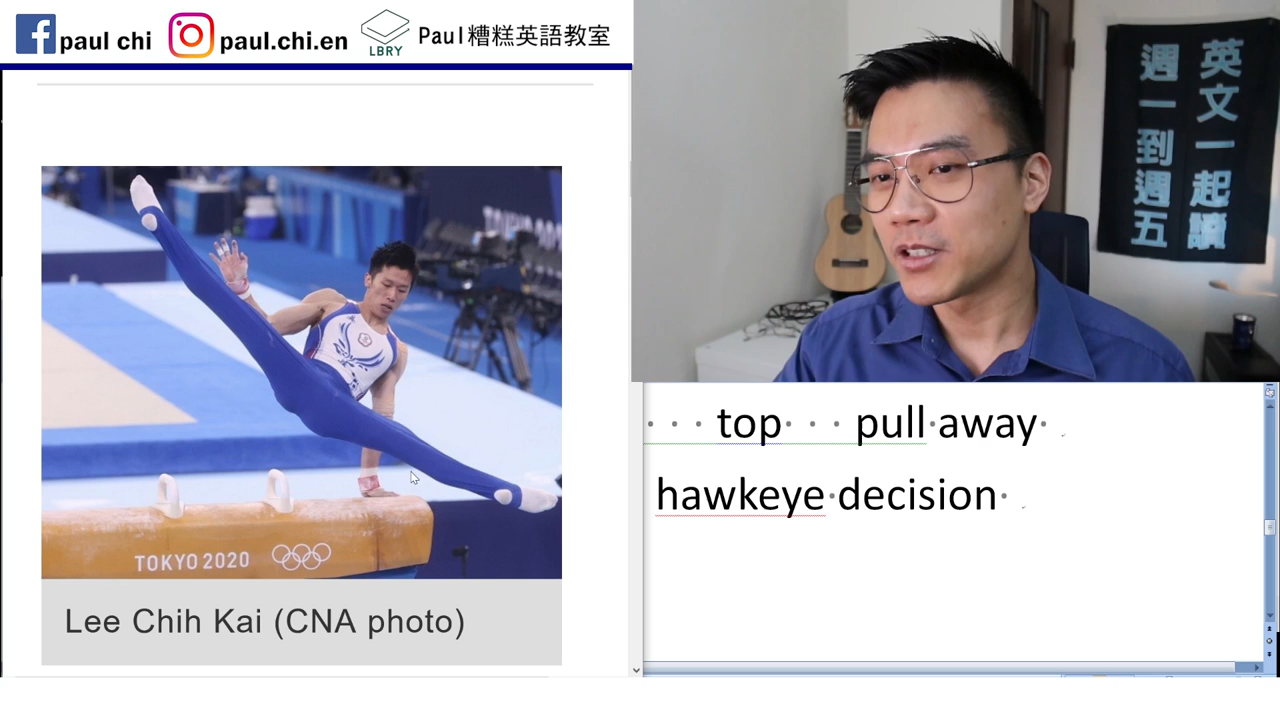 paul chi
paul.chi.en
LBRY
Paul糟糕英語教室
TOKYO 2020
TOKYO 2020
Lee Chih Kai (CNA photo)
英文一起讀
週一到週五
top pull away
hawkeye decision